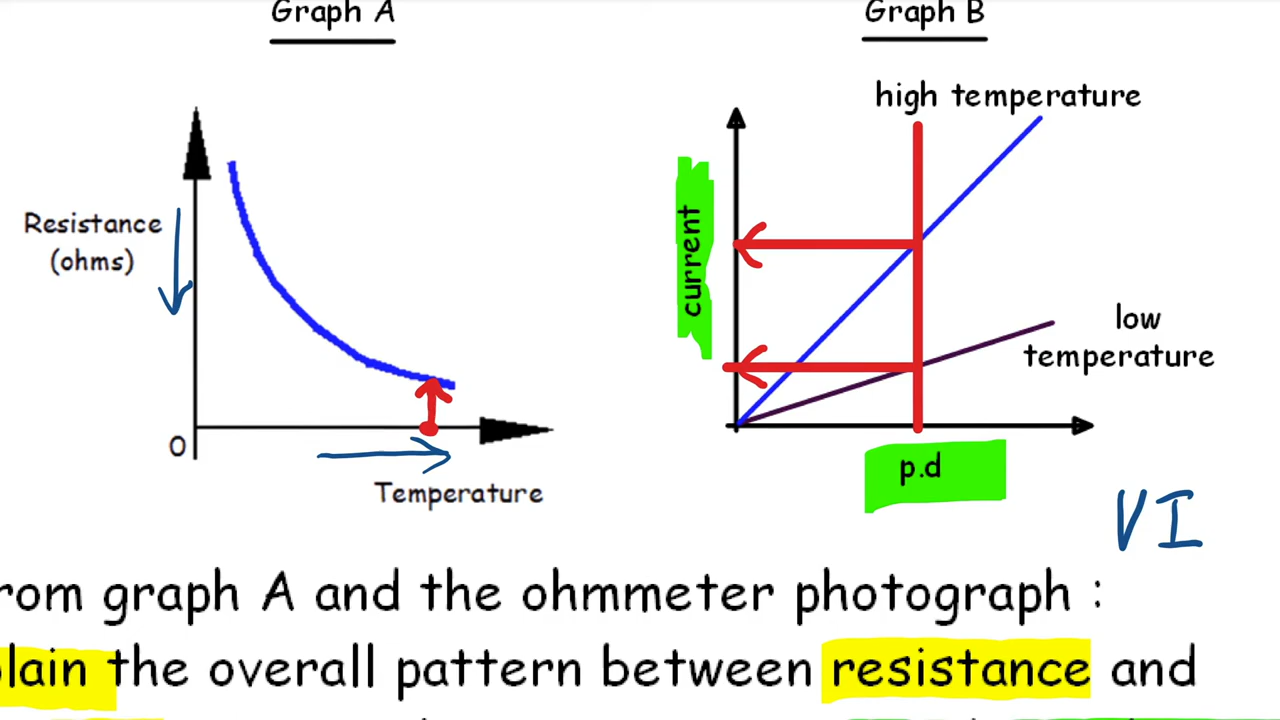 Graph A
Graph B
high temperature
Resistance
(ohms)
current
low
temperature
0
Temperature
p.d
VI
rom graph A and the ohmmeter photograph :
plain the overall pattern between resistance and